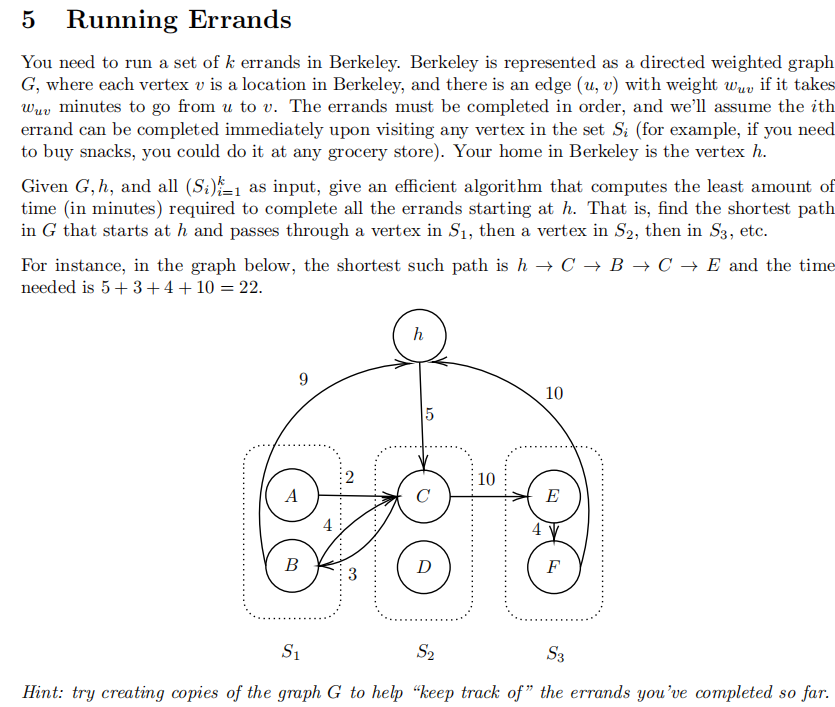 5 Running Errands
You need to run a set of k errands in Berkeley. Berkeley is represented as a directed weighted graph
G, where each vertex v is a location in Berkeley, and there is an edge (u, v) with weight w_{uv} if it takes
w_{uv} minutes to go from u to v. The errands must be completed in order, and we'll assume the ith
errand can be completed immediately upon visiting any vertex in the set S_i (for example, if you need
to buy snacks, you could do it at any grocery store). Your home in Berkeley is the vertex h.
Given G, h, and all (S_i)_{i=1}^k as input, give an efficient algorithm that computes the least amount of
time (in minutes) required to complete all the errands starting at h. That is, find the shortest path
in G that starts at h and passes through a vertex in S_1, then a vertex in S_2, then in S_3, etc.
For instance, in the graph below, the shortest such path is h → C → B → C → E and the time
needed is 5 + 3 + 4 + 10 = 22.
h
9
10
5
2
10
A
C
E
4
4
B
3
D
F
S_1
S_2
S_3
Hint: try creating copies of the graph G to help "keep track of" the errands you've completed so far.